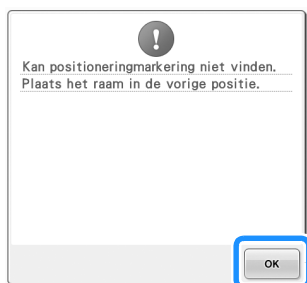 Kan positioneringmarkering niet vinden.
Plaats het raam in de vorige positie.
OK